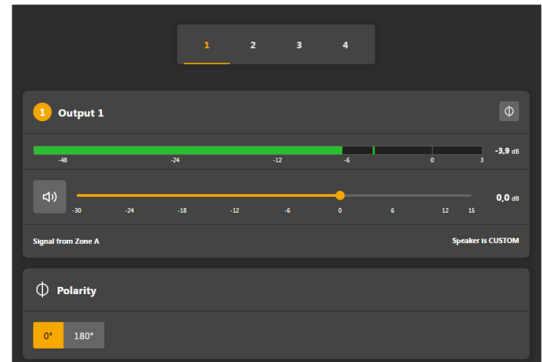 1 2 3 4
1 Output 1
-3,9 dB
-48 -24 -12 -6 0 3
0,0 dB
-30 -24 -18 -12 -6 0 6 12 15
Signal from Zone A Speaker is CUSTOM
Polarity
0° 180°